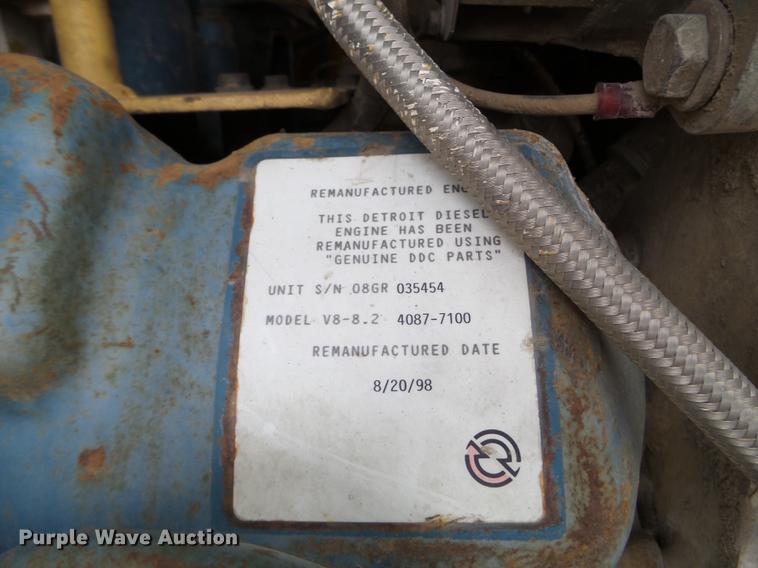 REMANUFACTURED
THIS DETROIT DIESEL
ENGINE HAS BEEN
REMANUFACTURED USING
"GENUINE DDC PARTS"
UNIT S/N 08GR 035454
MODEL V8-8.2 4087-7100
REMANUFACTURED DATE
8/20/98
Purple Wave Auction